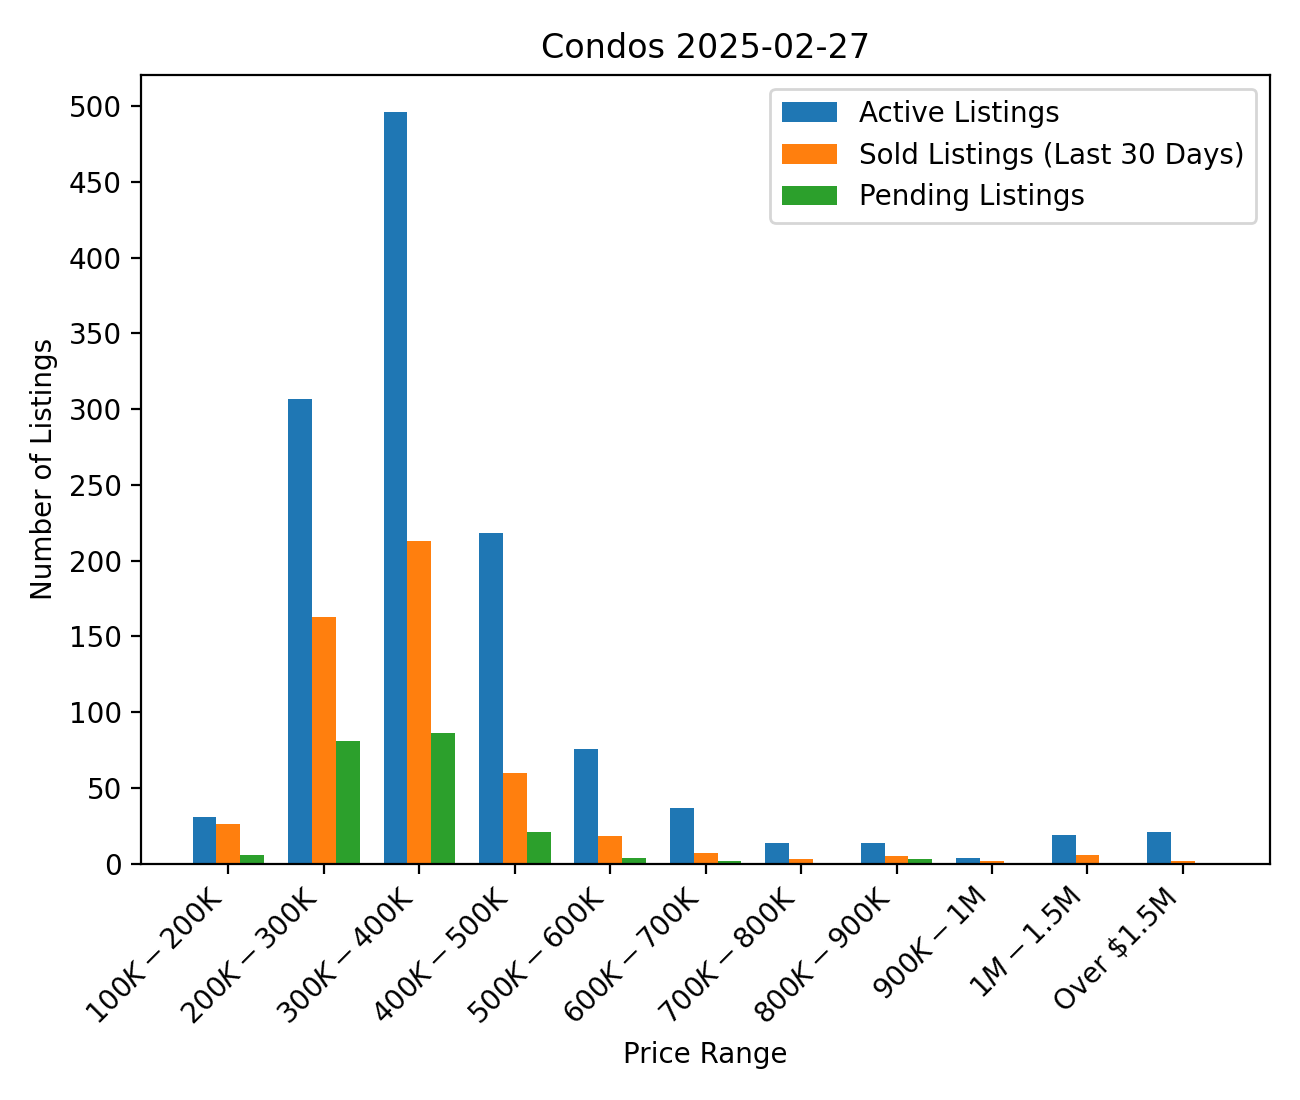 Condos 2025-02-27
Active Listings
Sold Listings (Last 30 Days)
Pending Listings
Number of Listings
500
450
400
350
300
250
200
150
100
50
0
100K − 200K
200K − 300K
300K − 400K
400K − 500K
500K − 600K
600K − 700K
700K − 800K
800K − 900K
900K − 1M
1M − 1.5M
Over $1.5M
Price Range